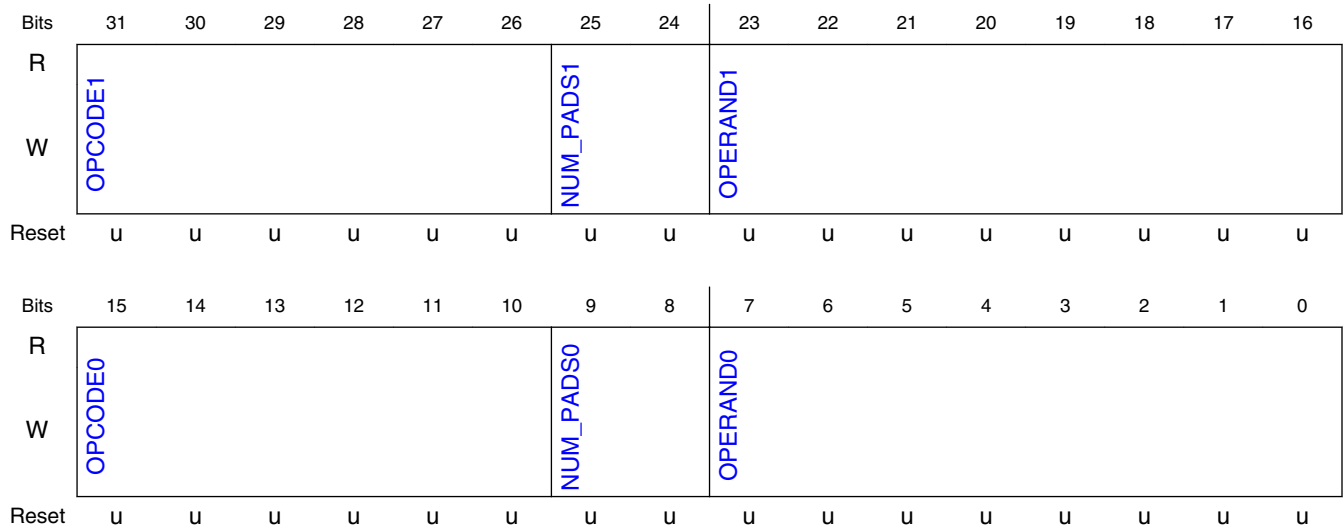 Bits 31 30 29 28 27 26 25 24 23 22 21 20 19 18 17 16
R
W
OPCODE1 NUM_PADS1 OPERAND1
Reset u u u u u u u u u u u u u u u u
Bits 15 14 13 12 11 10 9 8 7 6 5 4 3 2 1 0
R
W
OPCODE0 NUM_PADS0 OPERAND0
Reset u u u u u u u u u u u u u u u u